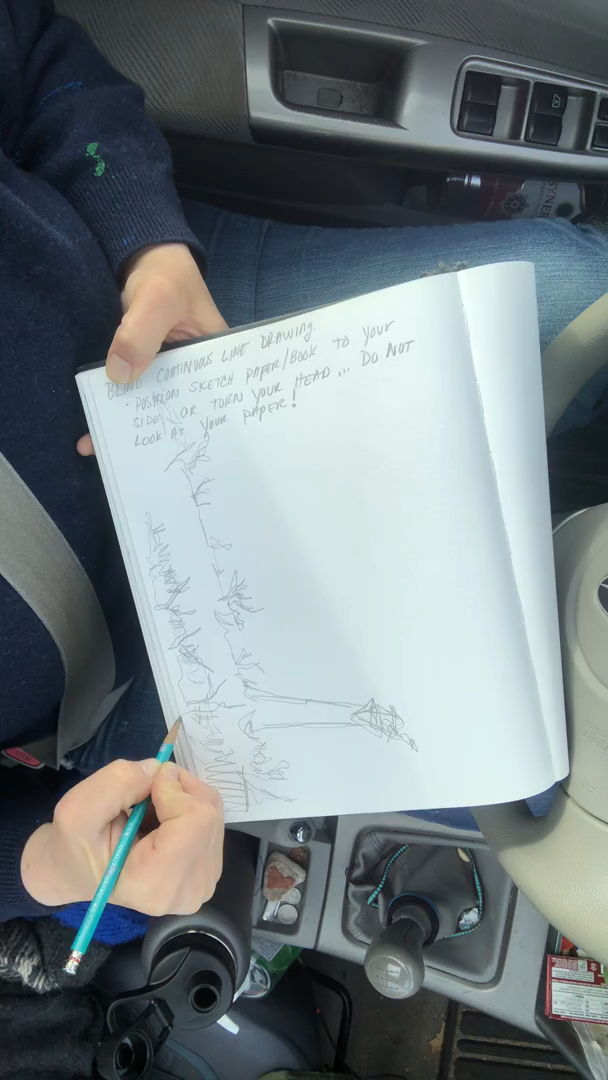 BLIND CONTINUOUS LINE DRAWING.
• POSITION SKETCH PAPER/BOOK TO YOUR
SIDE, OR TURN YOUR HEAD... DO NOT
LOOK AT YOUR PAPER!
SYNER